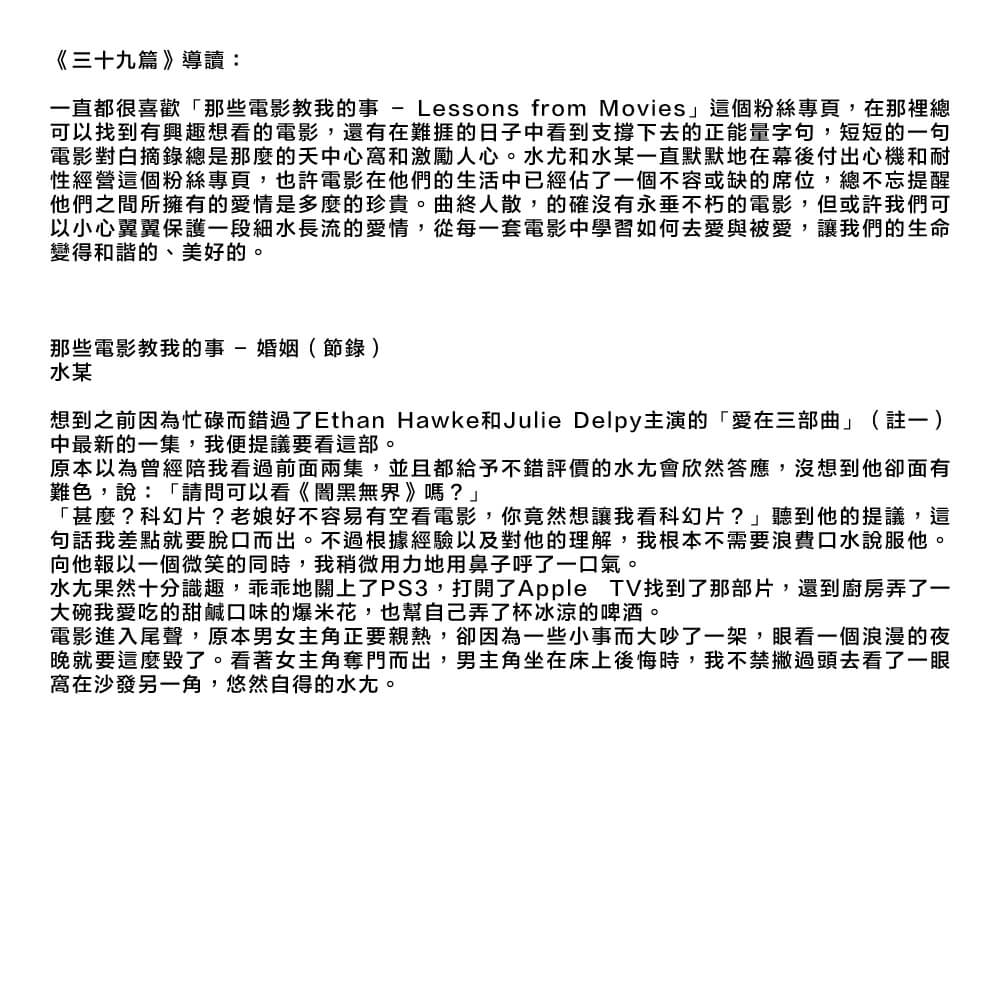 《三十九篇》導讀：
一直都很喜歡「那些電影教我的事 – Lessons from Movies」這個粉絲專頁，在那裡總
可以找到有興趣想看的電影，還有在難捱的日子中看到支撐下去的正能量字句，短短的一句
電影對白摘錄總是那麼的夭中心窩和激勵人心。水尤和水某一直默默地在幕後付出心機和耐
性經營這個粉絲專頁，也許電影在他們的生活中已經佔了一個不容或缺的席位，總不忘提醒
他們之間所擁有的愛情是多麼的珍貴。曲終人散，的確沒有永垂不朽的電影，但或許我們可
以小心翼翼保護一段細水長流的愛情，從每一套電影中學習如何去愛與被愛，讓我們的生命
變得和諧的、美好的。
那些電影教我的事 – 婚姻（節錄）
水某
想到之前因為忙碌而錯過了Ethan Hawke和Julie Delpy主演的「愛在三部曲」（註一）
中最新的一集，我便提議要看這部。
原本以為曾經陪我看過前面兩集，並且都給予不錯評價的水尢會欣然答應，沒想到他卻面有
難色，說：「請問可以看《闇黑無界》嗎？」
「甚麼？科幻片？老娘好不容易有空看電影，你竟然想讓我看科幻片？」聽到他的提議，這
句話我差點就要脫口而出。不過根據經驗以及對他的理解，我根本不需要浪費口水說服他。
向他報以一個微笑的同時，我稍微用力地用鼻子呼了一口氣。
水尢果然十分識趣，乖乖地關上了PS3，打開了Apple TV找到了那部片，還到廚房弄了一
大碗我愛吃的甜鹹口味的爆米花，也幫自己弄了杯冰涼的啤酒。
電影進入尾聲，原本男女主角正要親熱，卻因為一些小事而大吵了一架，眼看一個浪漫的夜
晚就要這麼毀了。看著女主角奪門而出，男主角坐在床上後悔時，我不禁撇過頭去看了一眼
窩在沙發另一角，悠然自得的水尢。